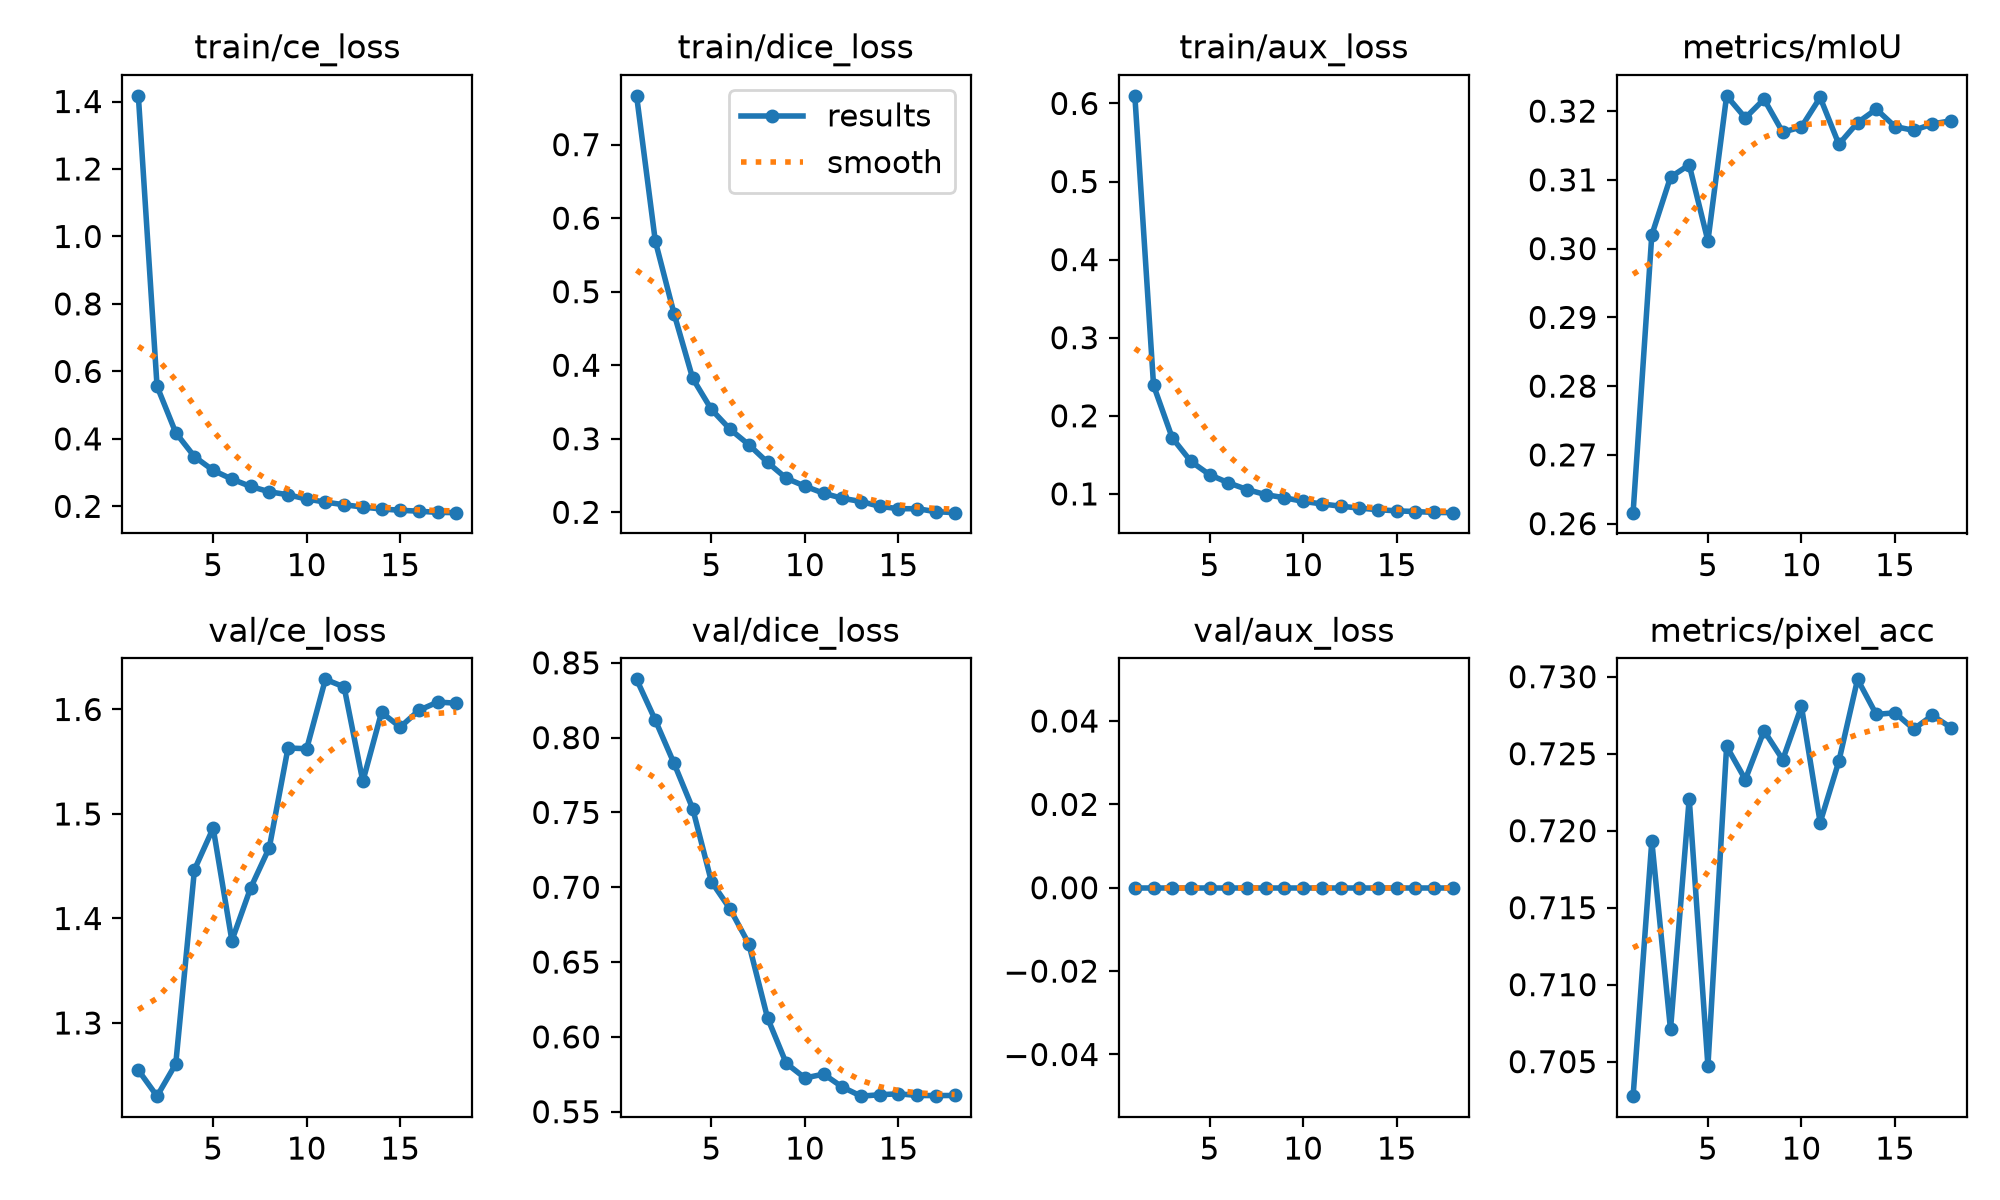 train/ce_loss
1.4
1.2
1.0
0.8
0.6
0.4
0.2
5 10 15
train/dice_loss
results
smooth
0.7
0.6
0.5
0.4
0.3
0.2
5 10 15
train/aux_loss
0.6
0.5
0.4
0.3
0.2
0.1
5 10 15
metrics/mIoU
0.32
0.31
0.30
0.29
0.28
0.27
0.26
5 10 15
val/ce_loss
1.6
1.5
1.4
1.3
5 10 15
val/dice_loss
0.85
0.80
0.75
0.70
0.65
0.60
0.55
5 10 15
val/aux_loss
0.04
0.02
0.00
−0.02
−0.04
5 10 15
metrics/pixel_acc
0.730
0.725
0.720
0.715
0.710
0.705
5 10 15